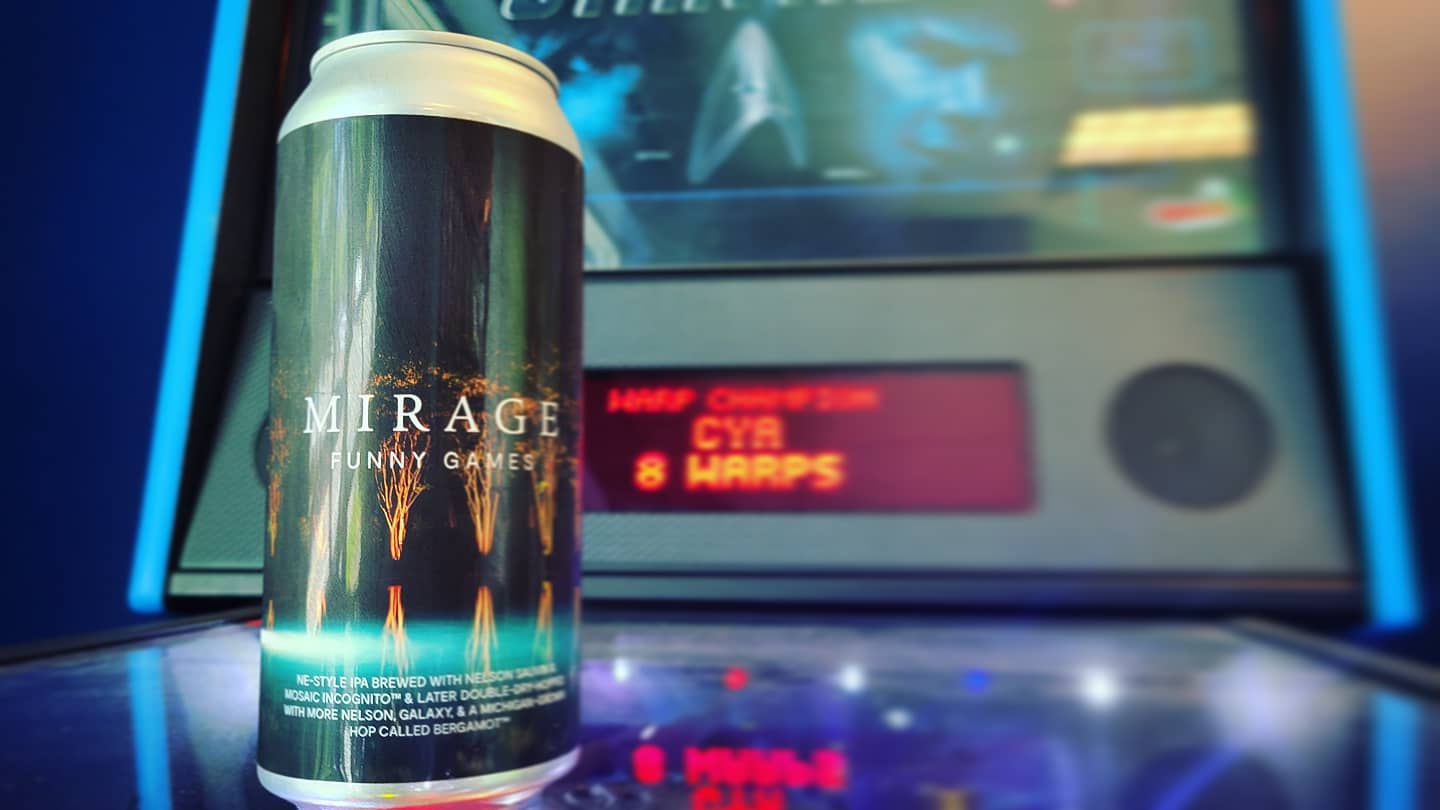 MIRAGE
FUNNY GAMES
NE-STYLE IPA BREWED WITH NELSON SAUVIN &
MOSAIC INCOGNITO™ & LATER DOUBLE-DRY-HOPPED
WITH MORE NELSON, GALAXY, & A MICHIGAN-GROWN
HOP CALLED BERGAMOT™
WARP CHAMPION
CYA
8 WARPS